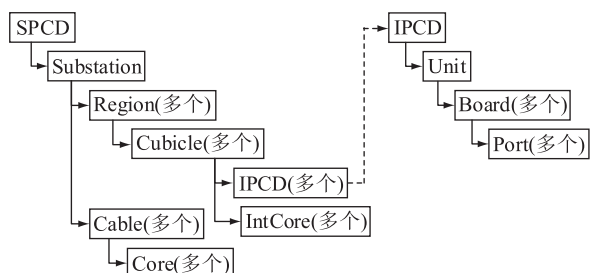 SPCD
Substation
Region(多个)
Cubicle(多个)
IPCD(多个)
IntCore(多个)
Cable(多个)
Core(多个)
IPCD
Unit
Board(多个)
Port(多个)